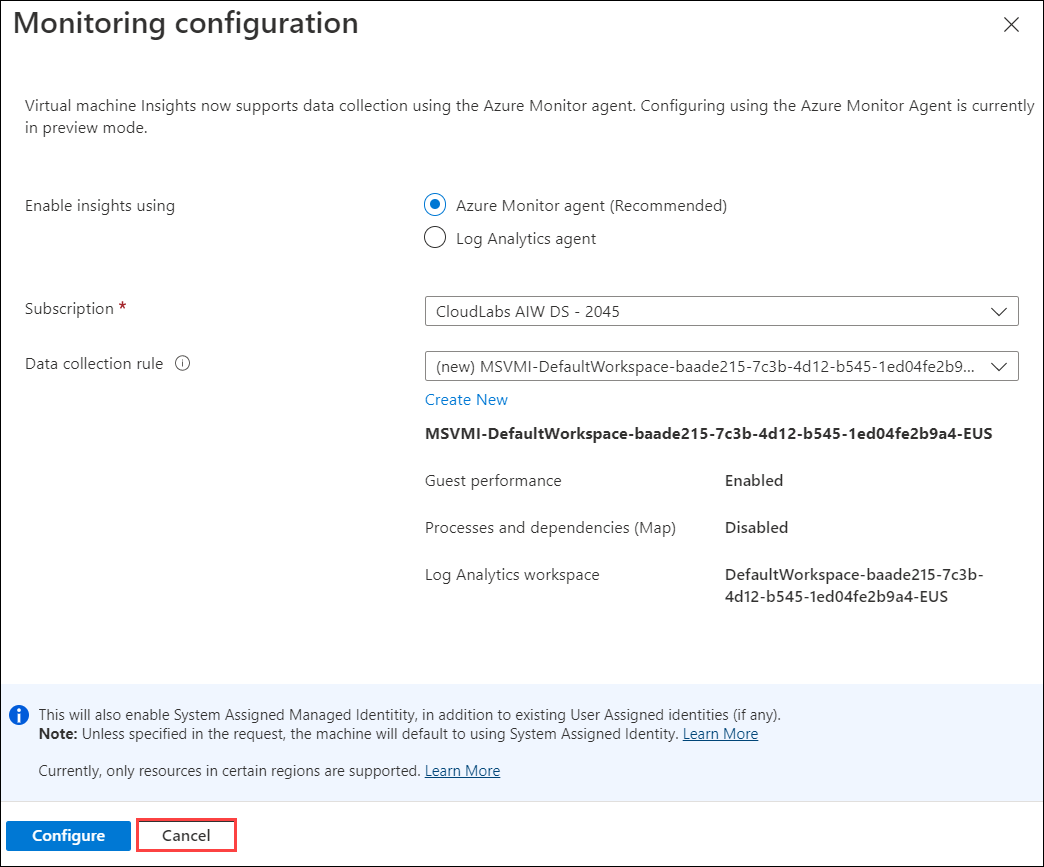 Monitoring configuration
Virtual machine Insights now supports data collection using the Azure Monitor agent. Configuring using the Azure Monitor Agent is currently
in preview mode.
Enable insights using
Azure Monitor agent (Recommended)
Log Analytics agent
Subscription *
CloudLabs AIW DS - 2045
Data collection rule
(new) MSVMI-DefaultWorkspace-baade215-7c3b-4d12-b545-1ed04fe2b9...
Create New
MSVMI-DefaultWorkspace-baade215-7c3b-4d12-b545-1ed04fe2b9a4-EUS
Guest performance Enabled
Processes and dependencies (Map) Disabled
Log Analytics workspace DefaultWorkspace-baade215-7c3b-
4d12-b545-1ed04fe2b9a4-EUS
This will also enable System Assigned Managed Identitity, in addition to existing User Assigned identities (if any).
Note: Unless specified in the request, the machine will default to using System Assigned Identity. Learn More
Currently, only resources in certain regions are supported. Learn More
Configure Cancel